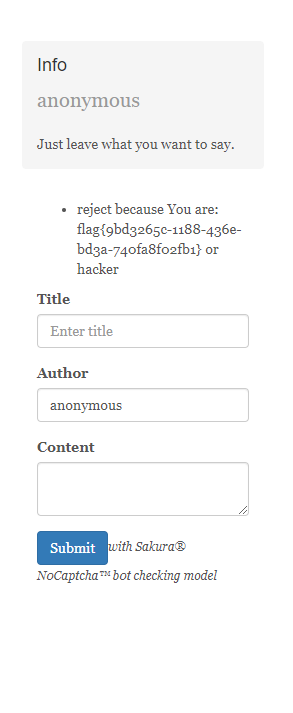 Info
anonymous
Just leave what you want to say.
reject because You are:
flag{9bd3265c-1188-436e-
bd3a-740fa8f02fb1} or
hacker
Title
Enter title
Author
anonymous
Content
Submit with Sakura®
NoCaptcha™ bot checking model